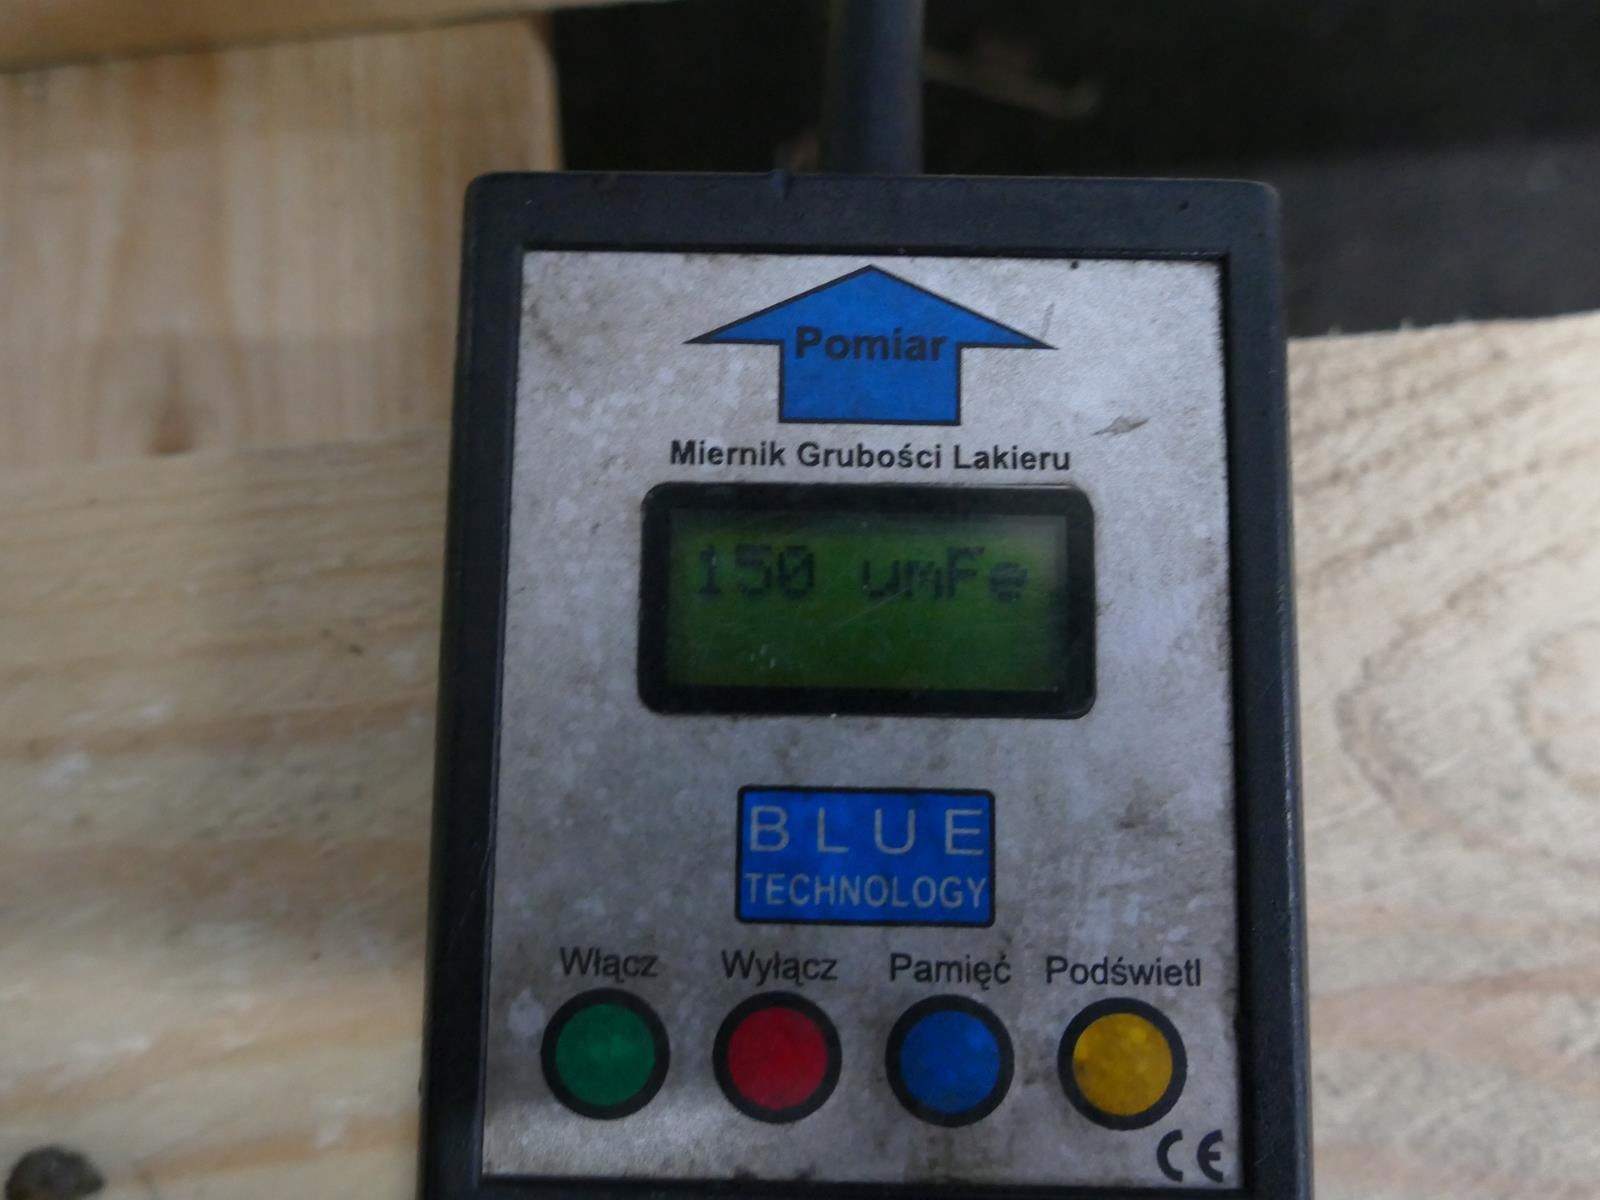 Pomiar
Miernik Grubości Lakieru
150 umFe
BLUE
TECHNOLOGY
Włącz Wyłącz Pamięć Podświetl
CE